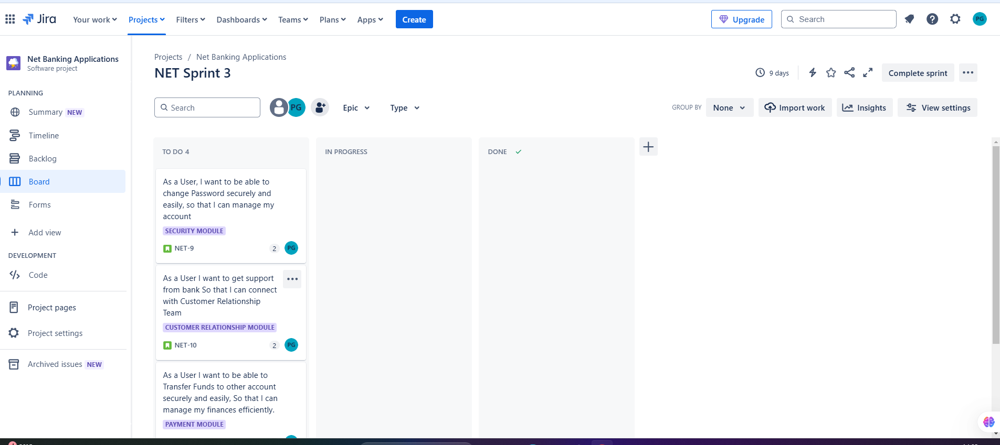 Jira
Your work
Projects
Filters
Dashboards
Teams
Plans
Apps
Create
Upgrade
Search
PG
Net Banking Applications
Software project
PLANNING
Summary NEW
Timeline
Backlog
Board
Forms
Add view
DEVELOPMENT
Code
Project pages
Project settings
Archived issues NEW
Projects / Net Banking Applications
NET Sprint 3
9 days
Complete sprint
Search
PG
Epic
Type
GROUP BY
None
Import work
Insights
View settings
TO DO 4
IN PROGRESS
DONE
As a User, I want to be able to
change Password securely and
easily, so that I can manage my
account
SECURITY MODULE
NET-9
2
PG
As a User I want to get support
from bank So that I can connect
with Customer Relationship
Team
CUSTOMER RELATIONSHIP MODULE
NET-10
2
PG
As a User I want to be able to
Transfer Funds to other account
securely and easily, So that I can
manage my finances efficiently.
PAYMENT MODULE